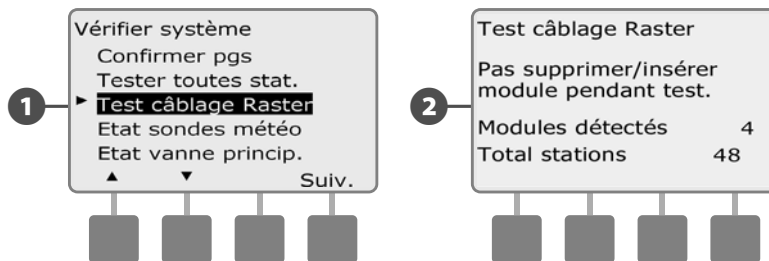 1
Vérifier système
Confirmer pgs
Tester toutes stat.
Test câblage Raster
Etat sondes météo
Etat vanne princip.
Suiv.
2
Test câblage Raster
Pas supprimer/insérer
module pendant test.
Modules détectés 4
Total stations 48